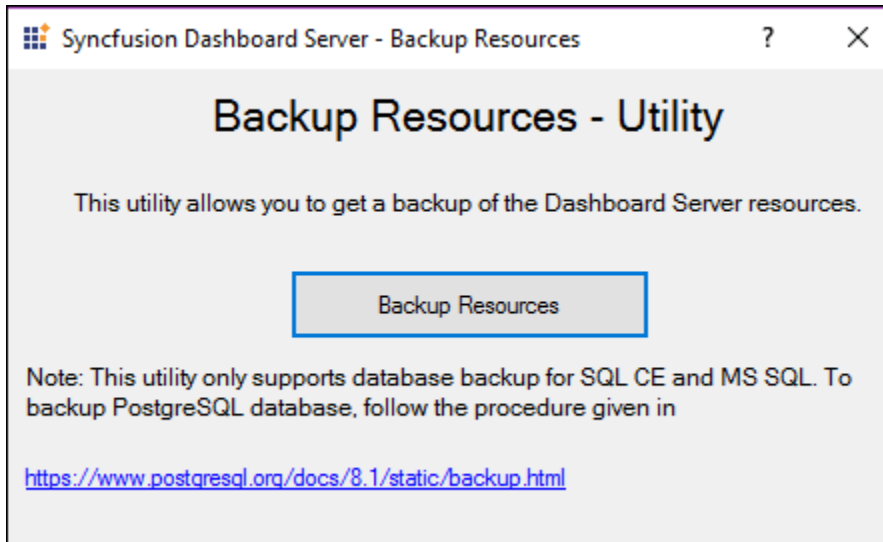 Syncfusion Dashboard Server - Backup Resources ?
Backup Resources - Utility
This utility allows you to get a backup of the Dashboard Server resources.
Backup Resources
Note: This utility only supports database backup for SQL CE and MS SQL. To
backup PostgreSQL database, follow the procedure given in
https://www.postgresql.org/docs/8.1/static/backup.html